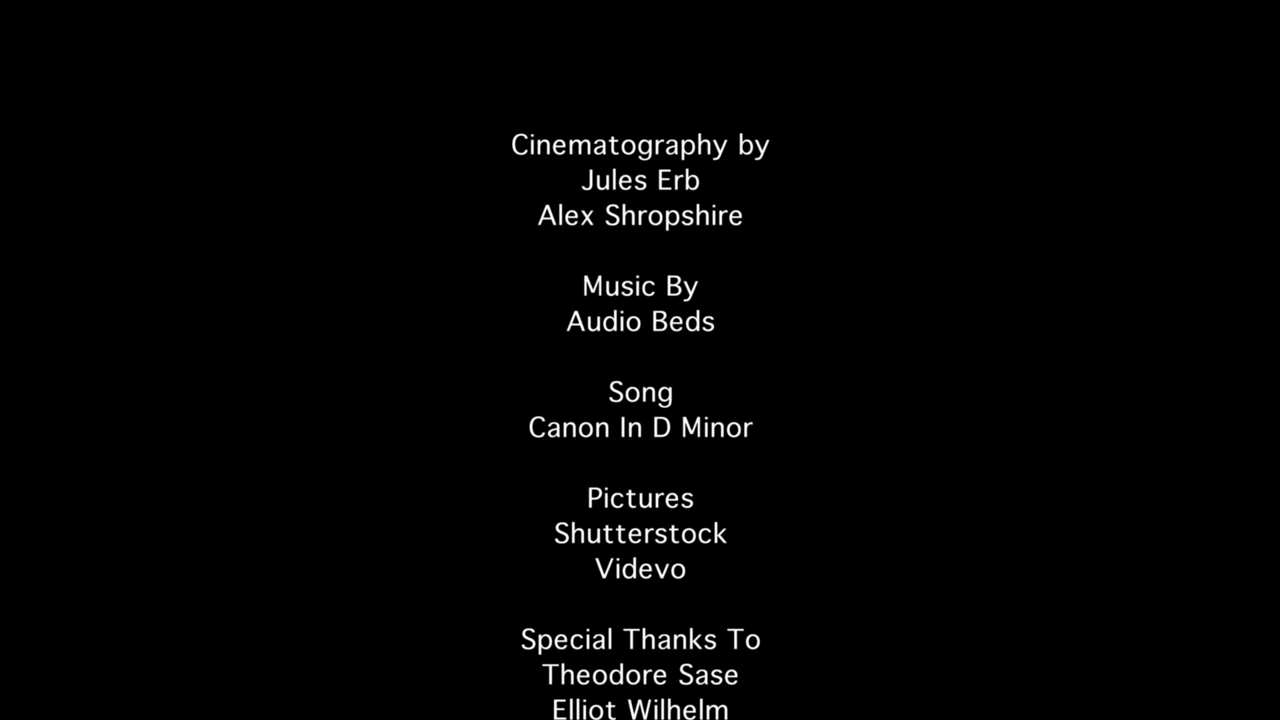 Cinematography by
Jules Erb
Alex Shropshire
Music By
Audio Beds
Song
Canon In D Minor
Pictures
Shutterstock
Videvo
Special Thanks To
Theodore Sase
Elliot Wilhelm